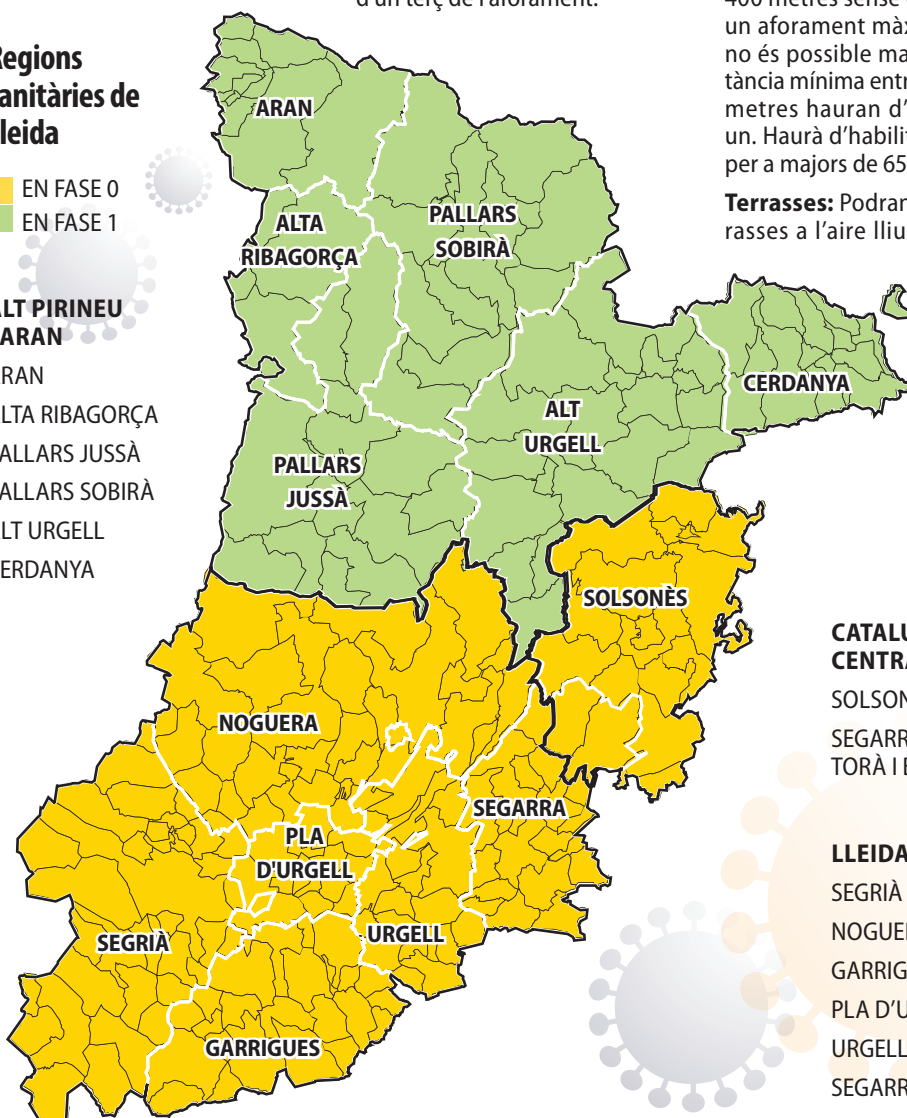 d'un terç de l'aforament.
400 metres sense
un aforament màx
no és possible ma
tància mínima entr
metres hauran d'
un. Haurà d'habilit
per a majors de 65
Terrasses: Podran
rasses a l'aire lliu
Regions
anitàries de
leida
EN FASE 0
EN FASE 1
ALT PIRINEU
ARAN
RAN
LTA RIBAGORÇA
ALLARS JUSSÀ
ALLARS SOBIRÀ
LT URGELL
ERDANYA
ARAN
ALTA
RIBAGORÇA
PALLARS
SOBIRÀ
CERDANYA
ALT
URGELL
PALLARS
JUSSÀ
SOLSONÈS
NOGUERA
SEGARRA
PLA
D'URGELL
URGELL
SEGRIÀ
GARRIGUES
CATALU
CENTRA
SOLSON
SEGARR
TORÀ I B
LLEIDA
SEGRIÀ
NOGUE
GARRIG
PLA D'U
URGELL
SEGARR